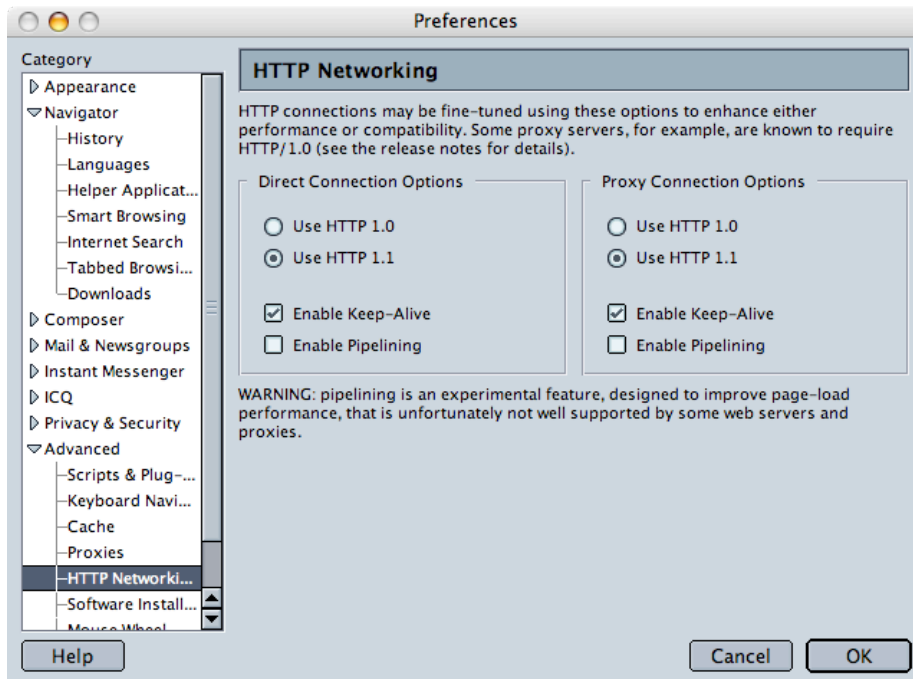 Preferences
Category
Appearance
Navigator
History
Languages
Helper Applicat...
Smart Browsing
Internet Search
Tabbed Browsi...
Downloads
Composer
Mail & Newsgroups
Instant Messenger
ICQ
Privacy & Security
Advanced
Scripts & Plug-...
Keyboard Navi...
Cache
Proxies
HTTP Networki...
Software Install...
Mouse Wheel
HTTP Networking
HTTP connections may be fine-tuned using these options to enhance either
performance or compatibility. Some proxy servers, for example, are known to require
HTTP/1.0 (see the release notes for details).
Direct Connection Options
Use HTTP 1.0
Use HTTP 1.1
Enable Keep-Alive
Enable Pipelining
Proxy Connection Options
Use HTTP 1.0
Use HTTP 1.1
Enable Keep-Alive
Enable Pipelining
WARNING: pipelining is an experimental feature, designed to improve page-load
performance, that is unfortunately not well supported by some web servers and
proxies.
Help
Cancel
OK